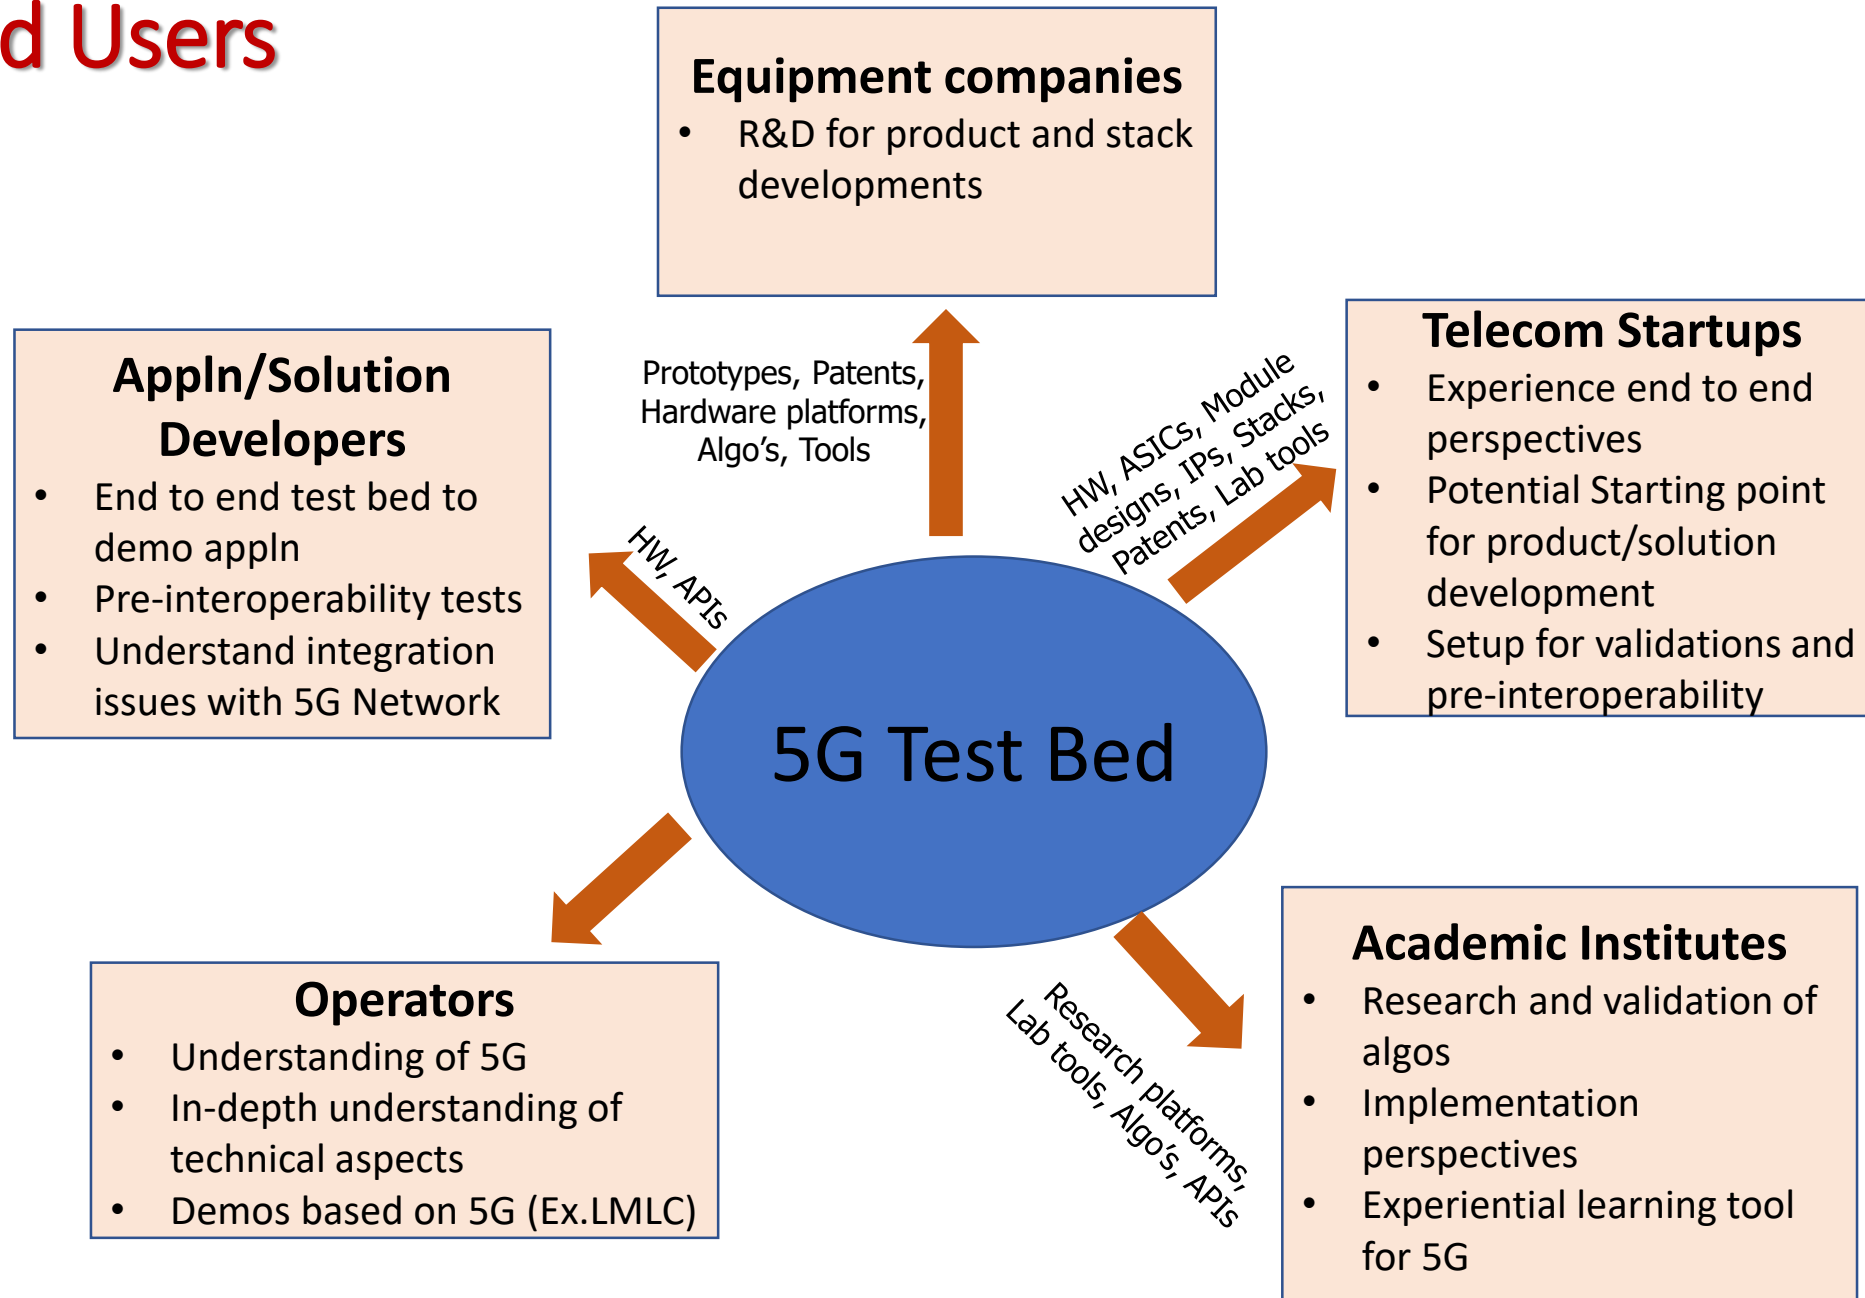 d Users
Equipment companies
• R&D for product and stack
developments
Prototypes, Patents,
Hardware platforms,
Algo's, Tools
HW, ASICs, Module
designs, IPs, Stacks,
Patents, Lab tools
Telecom Startups
• Experience end to end
perspectives
• Potential Starting point
for product/solution
development
• Setup for validations and
pre-interoperability
Appln/Solution
Developers
• End to end test bed to
demo appln
• Pre-interoperability tests
• Understand integration
issues with 5G Network
HW, APIs
5G Test Bed
Operators
• Understanding of 5G
• In-depth understanding of
technical aspects
• Demos based on 5G (Ex.LMLC)
Research platforms,
Lab tools, Algo's, APIs
Academic Institutes
• Research and validation of
algos
• Implementation
perspectives
• Experiential learning tool
for 5G